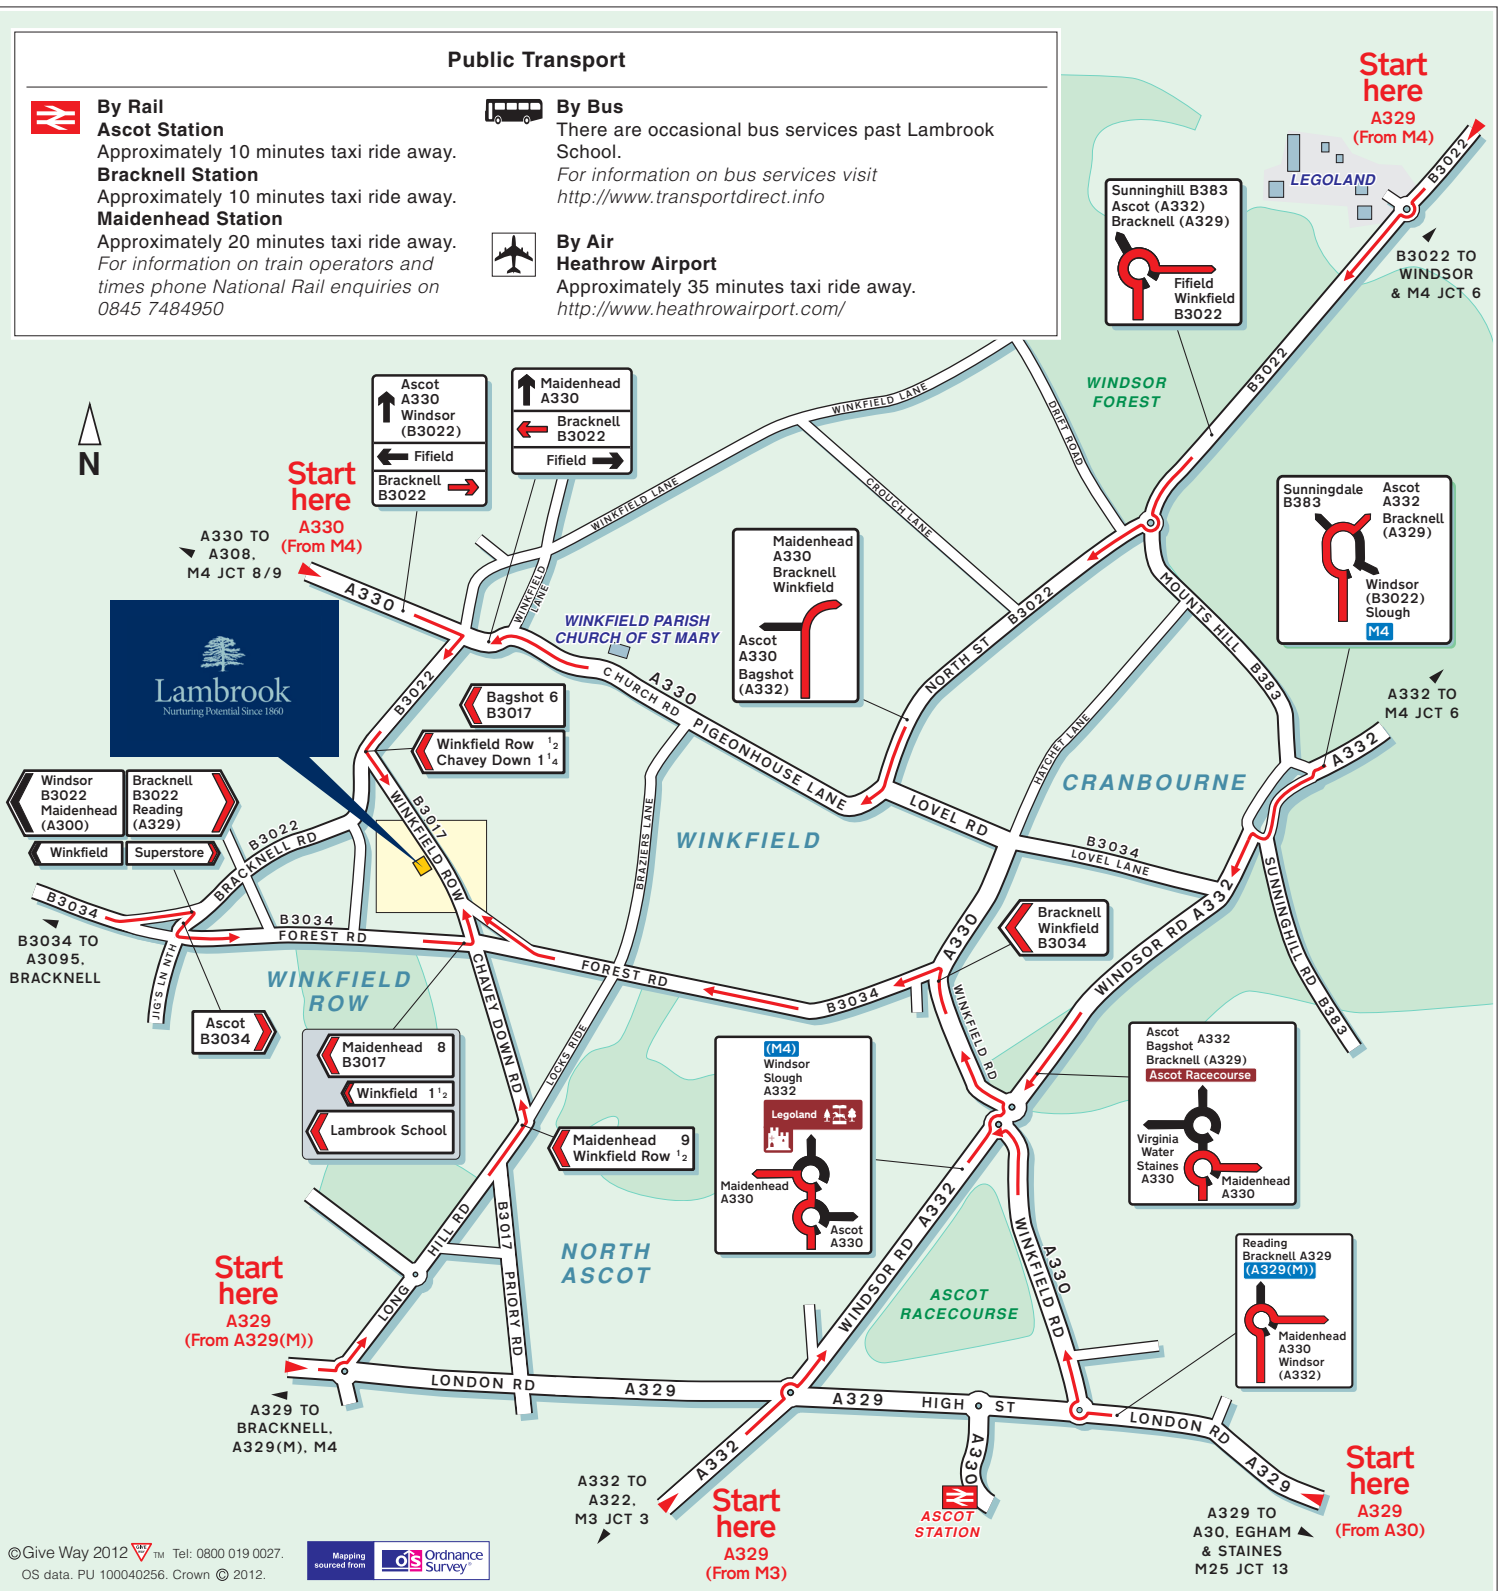 Public Transport
By Rail
Ascot Station
Approximately 10 minutes taxi ride away.
Bracknell Station
Approximately 10 minutes taxi ride away.
Maidenhead Station
Approximately 20 minutes taxi ride away.
For information on train operators and
times phone National Rail enquiries on
0845 7484950
By Bus
There are occasional bus services past Lambrook
School.
For information on bus services visit
http://www.transportdirect.info
By Air
Heathrow Airport
Approximately 35 minutes taxi ride away.
http://www.heathrowairport.com/
Start
here
A329
(From M4)
B3022
LEGOLAND
B3022 TO
WINDSOR
& M4 JCT 6
Sunninghill B383
Ascot (A332)
Bracknell (A329)
Fifield
Winkfield
B3022
B3022
WINDSOR
FOREST
DRIFT ROAD
WINKFIELD LANE
CROUCH LANE
WINKFIELD LANE
Ascot
A330
Windsor
(B3022)
Fifield
Bracknell
B3022
Maidenhead
A330
Bracknell
B3022
Fifield
N
Start
here
A330
(From M4)
A330 TO
A308,
M4 JCT 8/9
A330
WINKFIELD
LANE
WINKFIELD PARISH
CHURCH OF ST MARY
Maidenhead
A330
Bracknell
Winkfield
Ascot
A330
Bagshot
(A332)
Sunningdale
B383
Ascot
A332
Bracknell
(A329)
Windsor
(B3022)
Slough
M4
A332 TO
M4 JCT 6
A332
MOUNTS HILL
B383
B3022
NORTH ST
HATCHET LANE
CRANBOURNE
Lambrook
Nurturing Potential Since 1860
B3022
Bagshot 6
B3017
Winkfield Row ½
Chavey Down 1¼
A330
CHURCH RD
PIGEONHOUSE LANE
LOVEL RD
B3034
LOVEL LANE
WINKFIELD
BRAZIERS LANE
B3017
WINKFIELD ROW
Windsor
B3022
Maidenhead
(A300)
Bracknell
B3022
Reading
(A329)
Winkfield
Superstore
B3022
BRACKNELL RD
B3034
B3034 TO
A3095,
BRACKNELL
B3034
FOREST RD
JIG'S LN NTH
WINKFIELD
ROW
Ascot
B3034
Maidenhead 8
B3017
Winkfield 1½
Lambrook School
CHAVEY DOWN RD
FOREST RD
LOCKS RIDE
B3034
Bracknell
Winkfield
B3034
A330
WINKFIELD RD
WINDSOR RD
A332
SUNNINGHILL RD
B383
Maidenhead 9
Winkfield Row ½
(M4)
Windsor
Slough
A332
Legoland
Maidenhead
A330
Ascot
A330
Ascot
Bagshot
A332
Bracknell (A329)
Ascot Racecourse
Virginia
Water
Staines
A330
Maidenhead
A330
Reading
Bracknell A329
(A329(M))
Maidenhead
A330
Windsor
(A332)
NORTH
ASCOT
B3017
PRIORY RD
LONG
HILL RD
WINDSOR RD
A332
ASCOT
RACECOURSE
A330
WINKFIELD RD
Start
here
A329
(From A329(M))
A329 TO
BRACKNELL,
A329(M), M4
LONDON RD
A329
A329
HIGH
ST
LONDON RD
A329
A332
A332 TO
A322,
M3 JCT 3
Start
here
A329
(From M3)
A330
ASCOT
STATION
A329 TO
A30, EGHAM
& STAINES
M25 JCT 13
Start
here
A329
(From A30)
©Give Way 2012 GIVE WAY TM Tel: 0800 019 0027.
OS data. PU 100040256. Crown © 2012.
Mapping
sourced from
OS Ordnance
Survey®